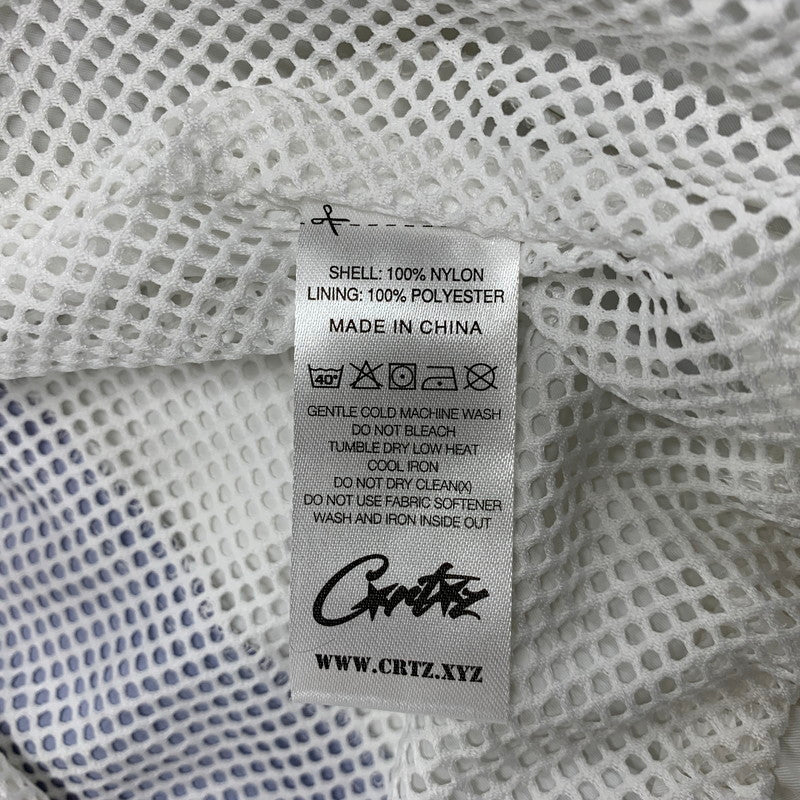 SHELL: 100% NYLON
LINING: 100% POLYESTER
MADE IN CHINA
40°
GENTLE COLD MACHINE WASH
DO NOT BLEACH
TUMBLE DRY LOW HEAT
COOL IRON
DO NOT DRY CLEAN(X)
DO NOT USE FABRIC SOFTENER
WASH AND IRON INSIDE OUT
Crtz
WWW.CRTZ.XYZ